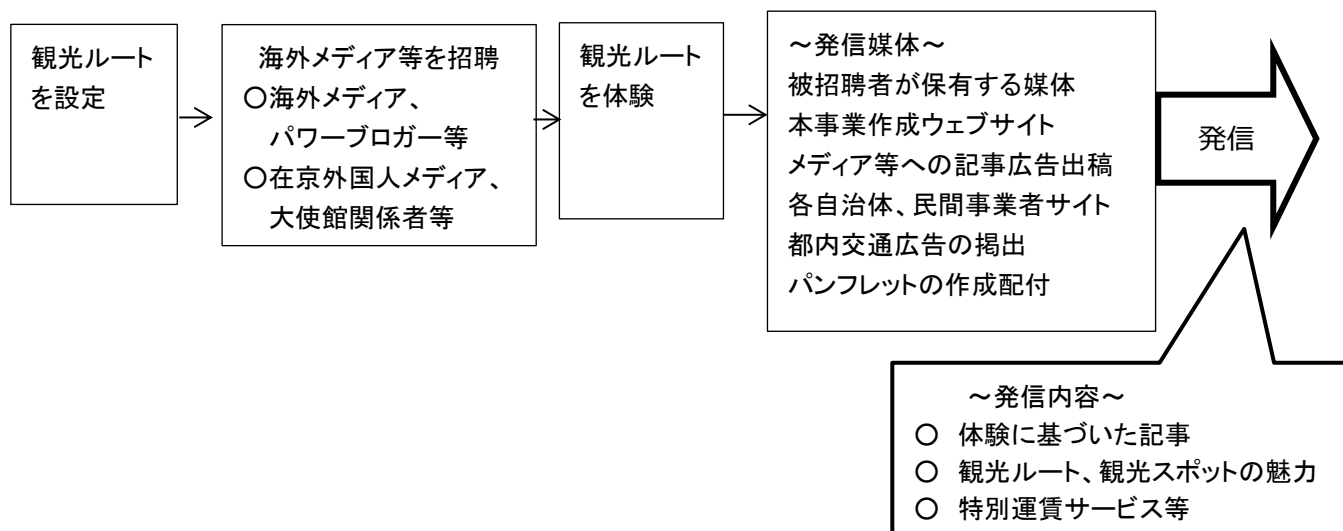 観光ルート
を設定
海外メディア等を招聘
○海外メディア、
パワーブロガー等
○在京外国人メディア、
大使館関係者等
観光ルート
を体験
～発信媒体～
被招聘者が保有する媒体
本事業作成ウェブサイト
メディア等への記事広告出稿
各自治体、民間事業者サイト
都内交通広告の掲出
パンフレットの作成配付
発信
～発信内容～
○ 体験に基づいた記事
○ 観光ルート、観光スポットの魅力
○ 特別運賃サービス等